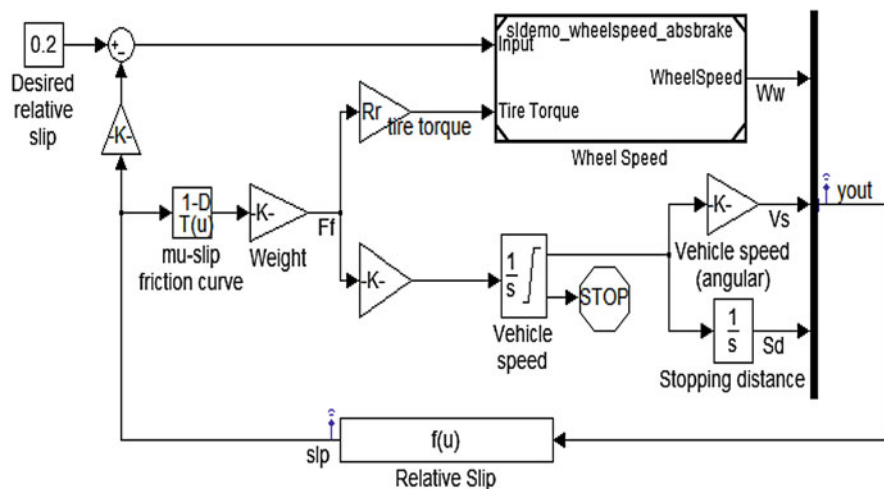 0.2
Desired
relative
slip
+
-
-K-
sldemo_wheelspeed_absbrake
Input
WheelSpeed
Tire Torque
Wheel Speed
Ww
Rr
tire torque
1-D
T(u)
mu-slip
friction curve
-K-
Weight
Ff
-K-
1
s
Vehicle
speed
STOP
-K-
Vs
Vehicle speed
(angular)
yout
1
s
Sd
Stopping distance
slp
f(u)
Relative Slip